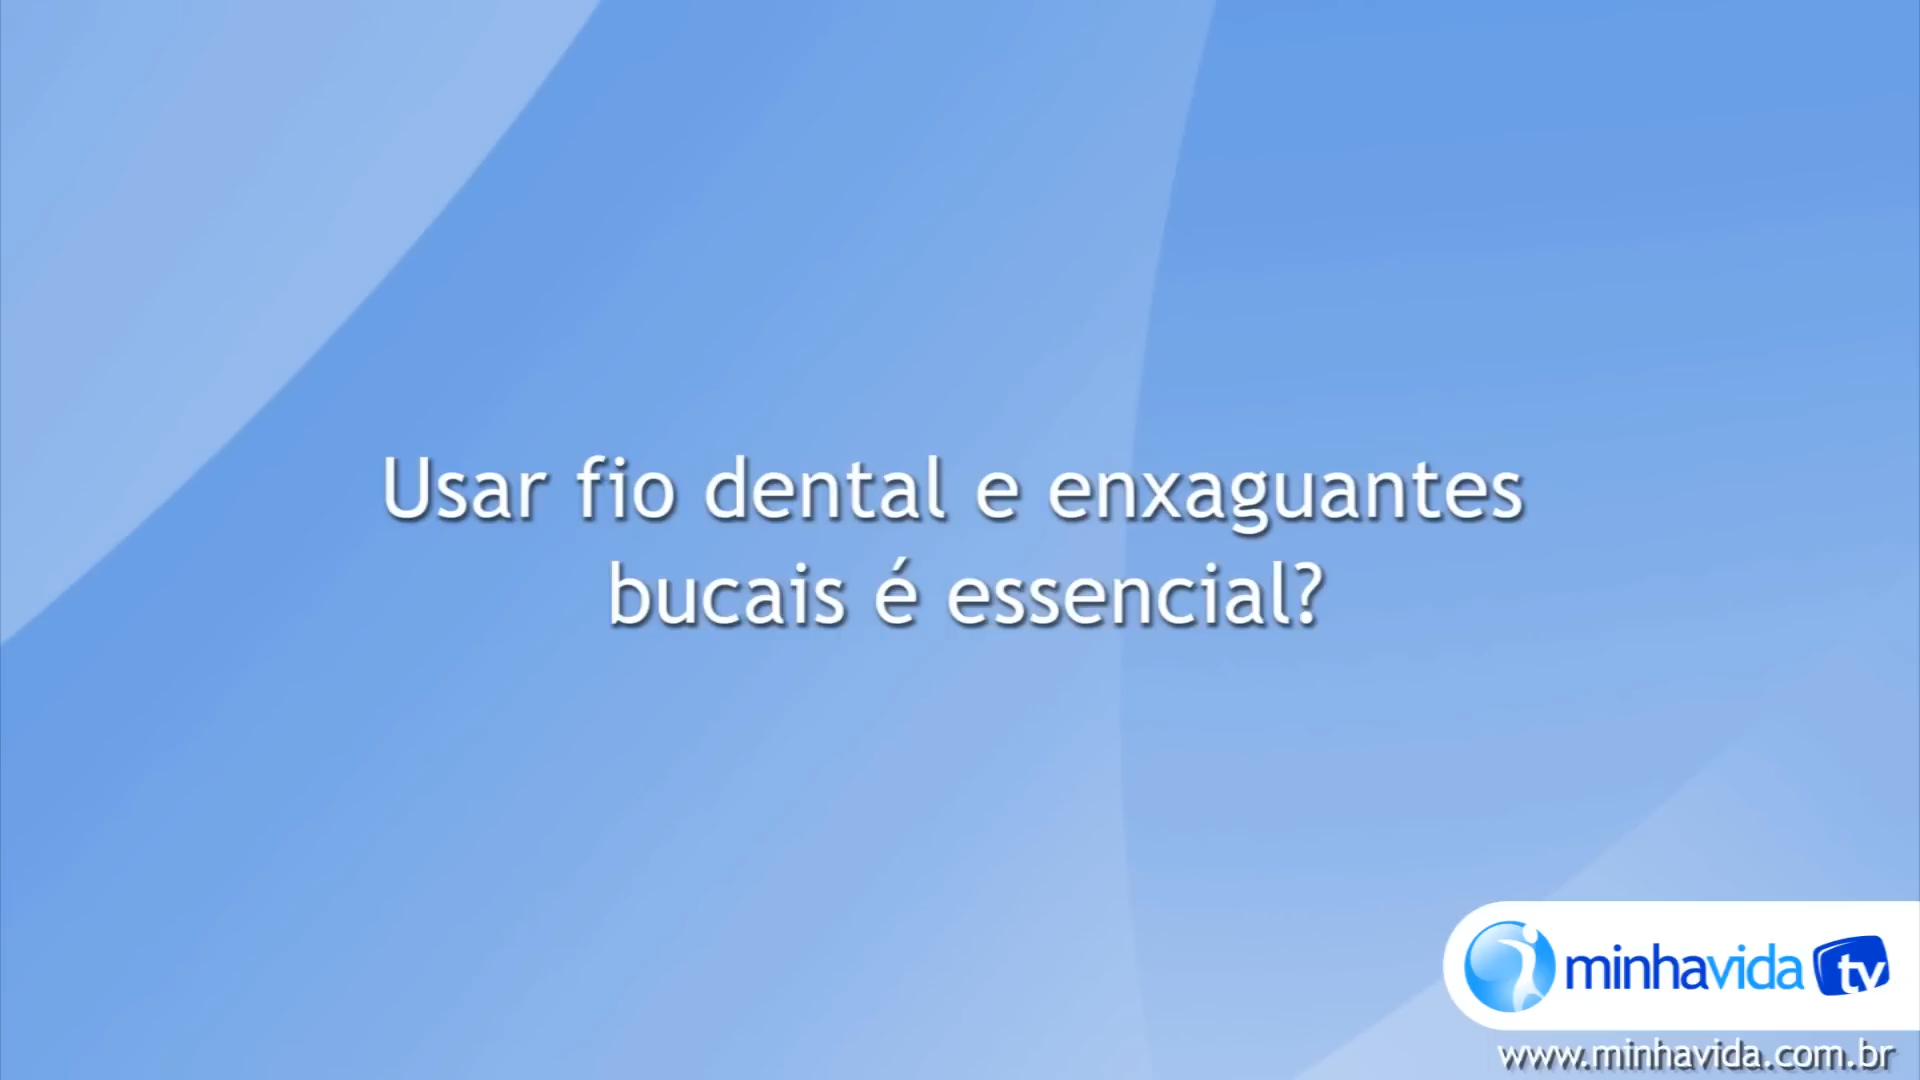 Usar fio dental e enxaguantes
bucais é essencial?
minhavida tv
www.minhavida.com.br